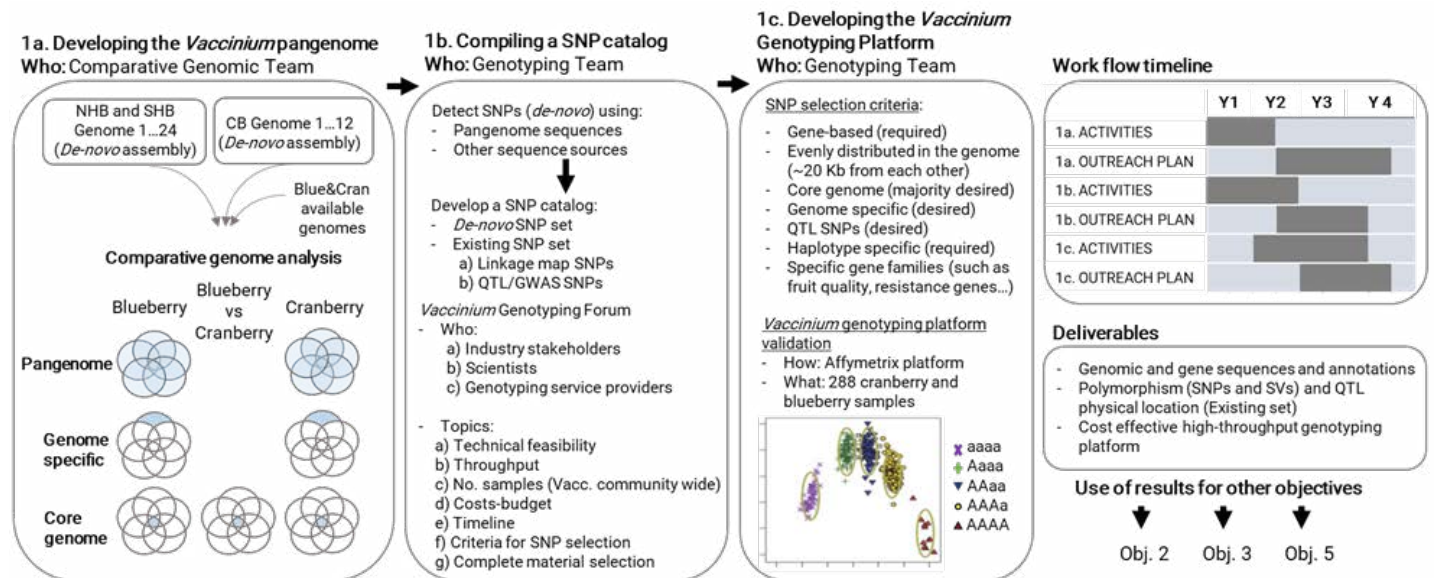 1a. Developing the Vaccinium pangenome
Who: Comparative Genomic Team
NHB and SHB
Genome 1...24
(De-novo assembly)
CB Genome 1...12
(De-novo assembly)
Blue&Cran
available
genomes
Comparative genome analysis
Blueberry
Blueberry
vs
Cranberry
Cranberry
Pangenome
Genome
specific
Core
genome
1b. Compiling a SNP catalog
Who: Genotyping Team
Detect SNPs (de-novo) using:
- Pangenome sequences
- Other sequence sources
Develop a SNP catalog:
- De-novo SNP set
- Existing SNP set
a) Linkage map SNPs
b) QTL/GWAS SNPs
Vaccinium Genotyping Forum
- Who:
a) Industry stakeholders
b) Scientists
c) Genotyping service providers
- Topics:
a) Technical feasibility
b) Throughput
c) No. samples (Vacc. community wide)
d) Costs-budget
e) Timeline
f) Criteria for SNP selection
g) Complete material selection
1c. Developing the Vaccinium
Genotyping Platform
Who: Genotyping Team
SNP selection criteria:
- Gene-based (required)
- Evenly distributed in the genome
(~20 Kb from each other)
- Core genome (majority desired)
- Genome specific (desired)
- QTL SNPs (desired)
- Haplotype specific (required)
- Specific gene families (such as
fruit quality, resistance genes...)
Vaccinium genotyping platform
validation
- How: Affymetrix platform
- What: 288 cranberry and
blueberry samples
aaaa
Aaaa
AAaa
AAAa
AAAA
Work flow timeline
Y1 Y2 Y3 Y 4
1a. ACTIVITIES
1a. OUTREACH PLAN
1b. ACTIVITIES
1b. OUTREACH PLAN
1c. ACTIVITIES
1c. OUTREACH PLAN
Deliverables
- Genomic and gene sequences and annotations
- Polymorphism (SNPs and SVs) and QTL
physical location (Existing set)
- Cost effective high-throughput genotyping
platform
Use of results for other objectives
Obj. 2 Obj. 3 Obj. 5